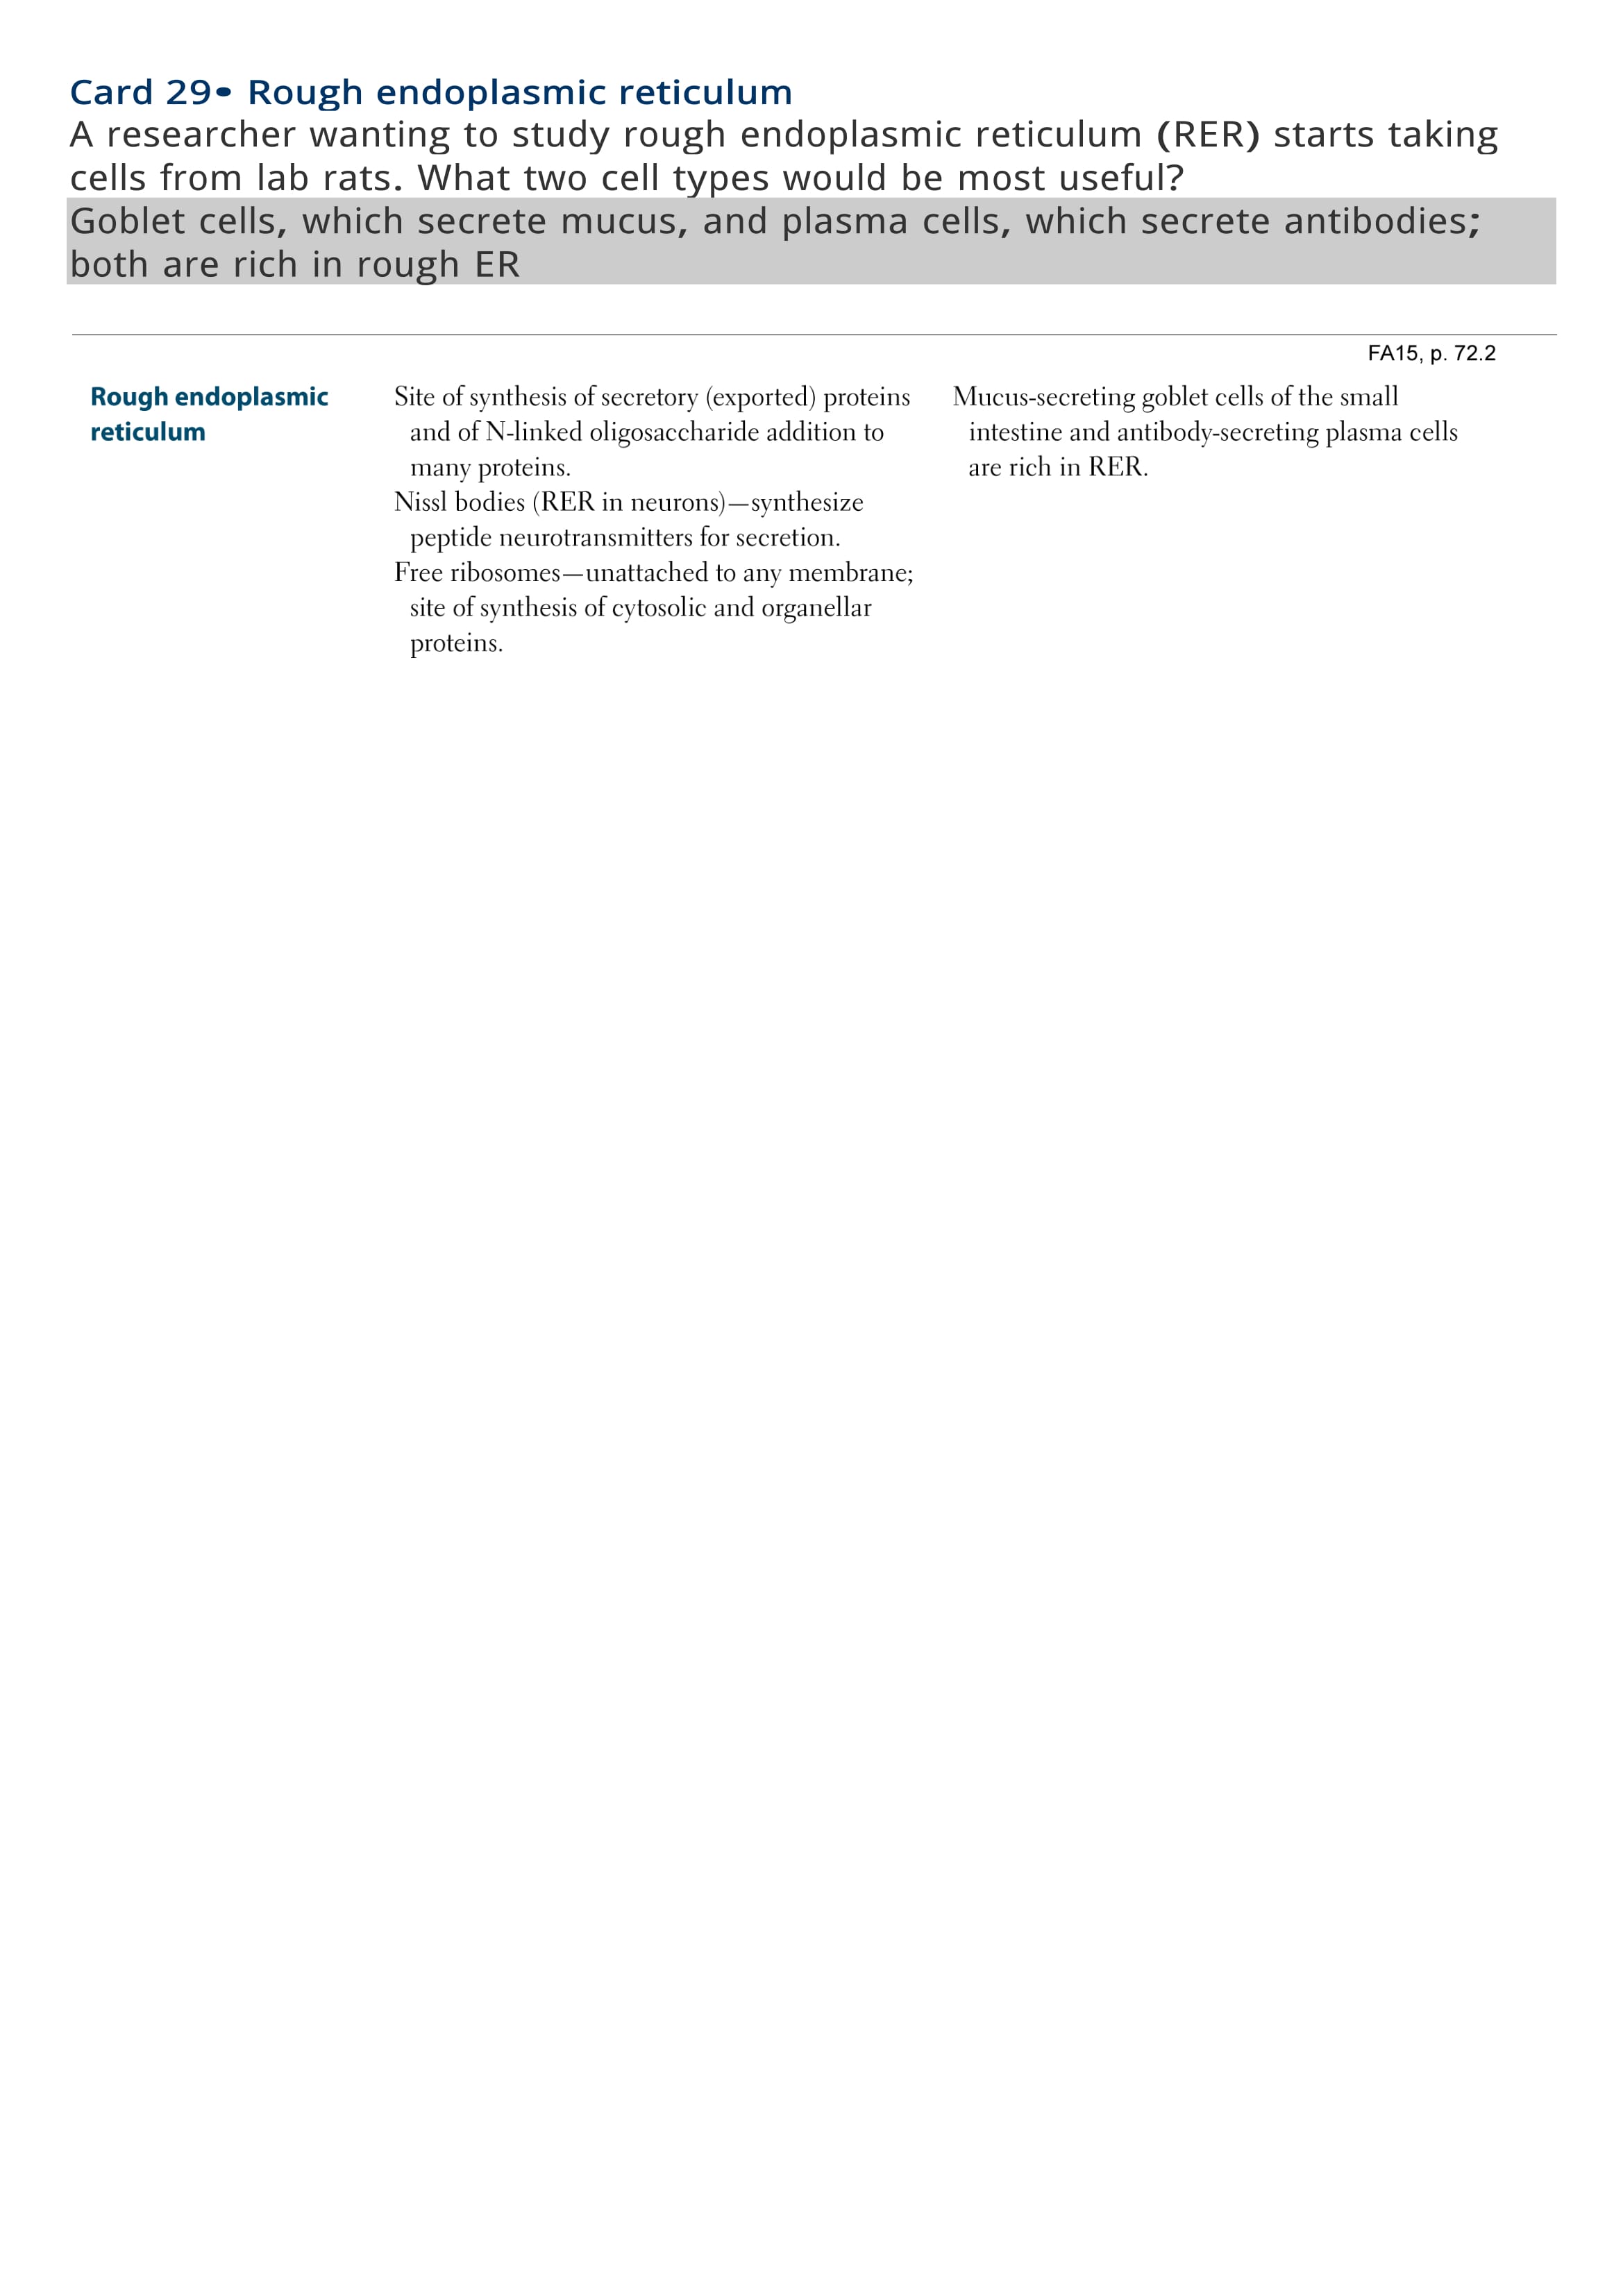 Card 29• Rough endoplasmic reticulum
A researcher wanting to study rough endoplasmic reticulum (RER) starts taking
cells from lab rats. What two cell types would be most useful?
Goblet cells, which secrete mucus, and plasma cells, which secrete antibodies;
both are rich in rough ER
FA15, p. 72.2
Rough endoplasmic
reticulum
Site of synthesis of secretory (exported) proteins
and of N-linked oligosaccharide addition to
many proteins.
Nissl bodies (RER in neurons)—synthesize
peptide neurotransmitters for secretion.
Free ribosomes—unattached to any membrane;
site of synthesis of cytosolic and organellar
proteins.
Mucus-secreting goblet cells of the small
intestine and antibody-secreting plasma cells
are rich in RER.